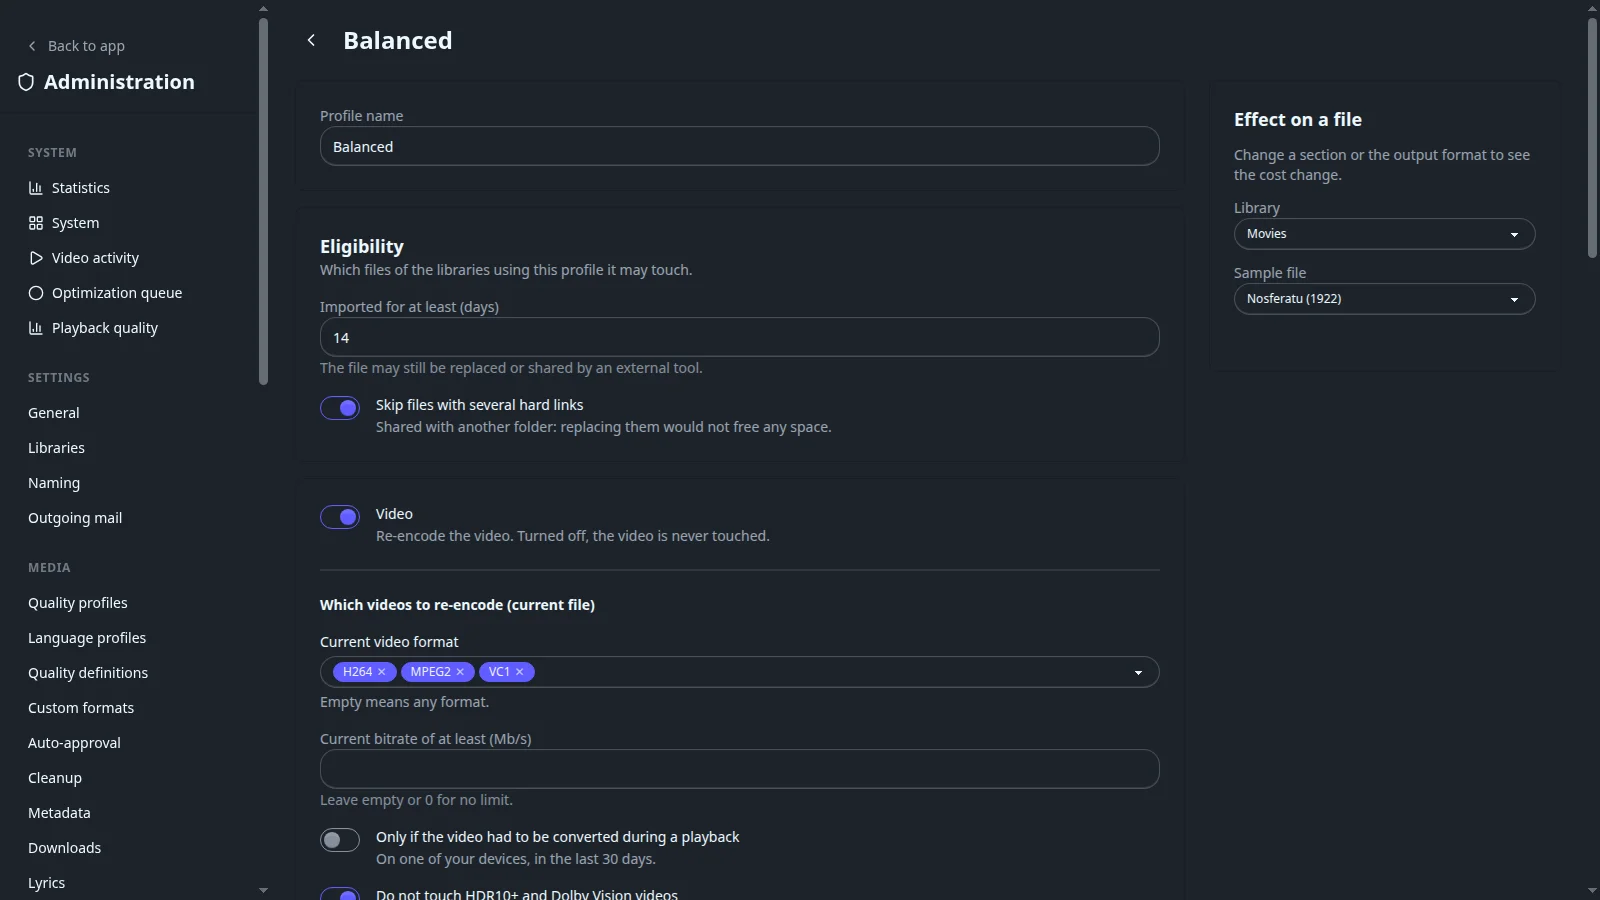 Back to app
Administration
SYSTEM
Statistics
System
Video activity
Optimization queue
Playback quality
SETTINGS
General
Libraries
Naming
Outgoing mail
MEDIA
Quality profiles
Language profiles
Quality definitions
Custom formats
Auto-approval
Cleanup
Metadata
Downloads
Lyrics
Balanced
Profile name
Balanced
Eligibility
Which files of the libraries using this profile it may touch.
Imported for at least (days)
14
The file may still be replaced or shared by an external tool.
Skip files with several hard links
Shared with another folder: replacing them would not free any space.
Video
Re-encode the video. Turned off, the video is never touched.
Which videos to re-encode (current file)
Current video format
H264 × MPEG2 × VC1 ×
Empty means any format.
Current bitrate of at least (Mb/s)
Leave empty or 0 for no limit.
Only if the video had to be converted during a playback
On one of your devices, in the last 30 days.
Do not touch HDR10+ and Dolby Vision videos
Effect on a file
Change a section or the output format to see
the cost change.
Library
Movies
Sample file
Nosferatu (1922)